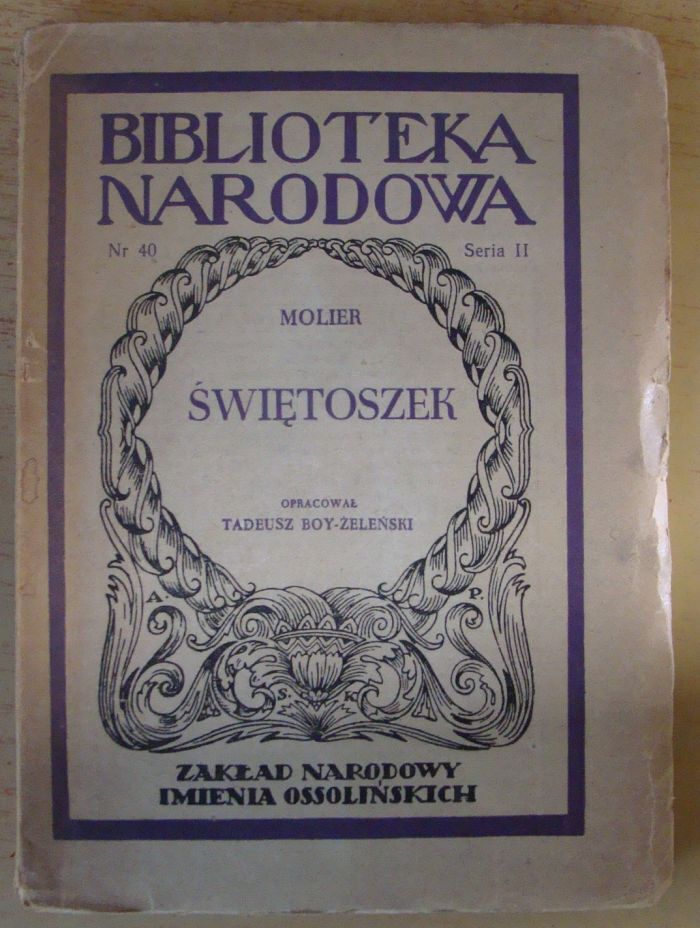 BIBLIOTEKA
NARODOWA
Nr 40 Seria II
MOLIER
ŚWIĘTOSZEK
OPRACOWAŁ
TADEUSZ BOY-ŻELEŃSKI
A. P.
S. K.
ZAKŁAD NARODOWY
IMIENIA OSSOLIŃSKICH